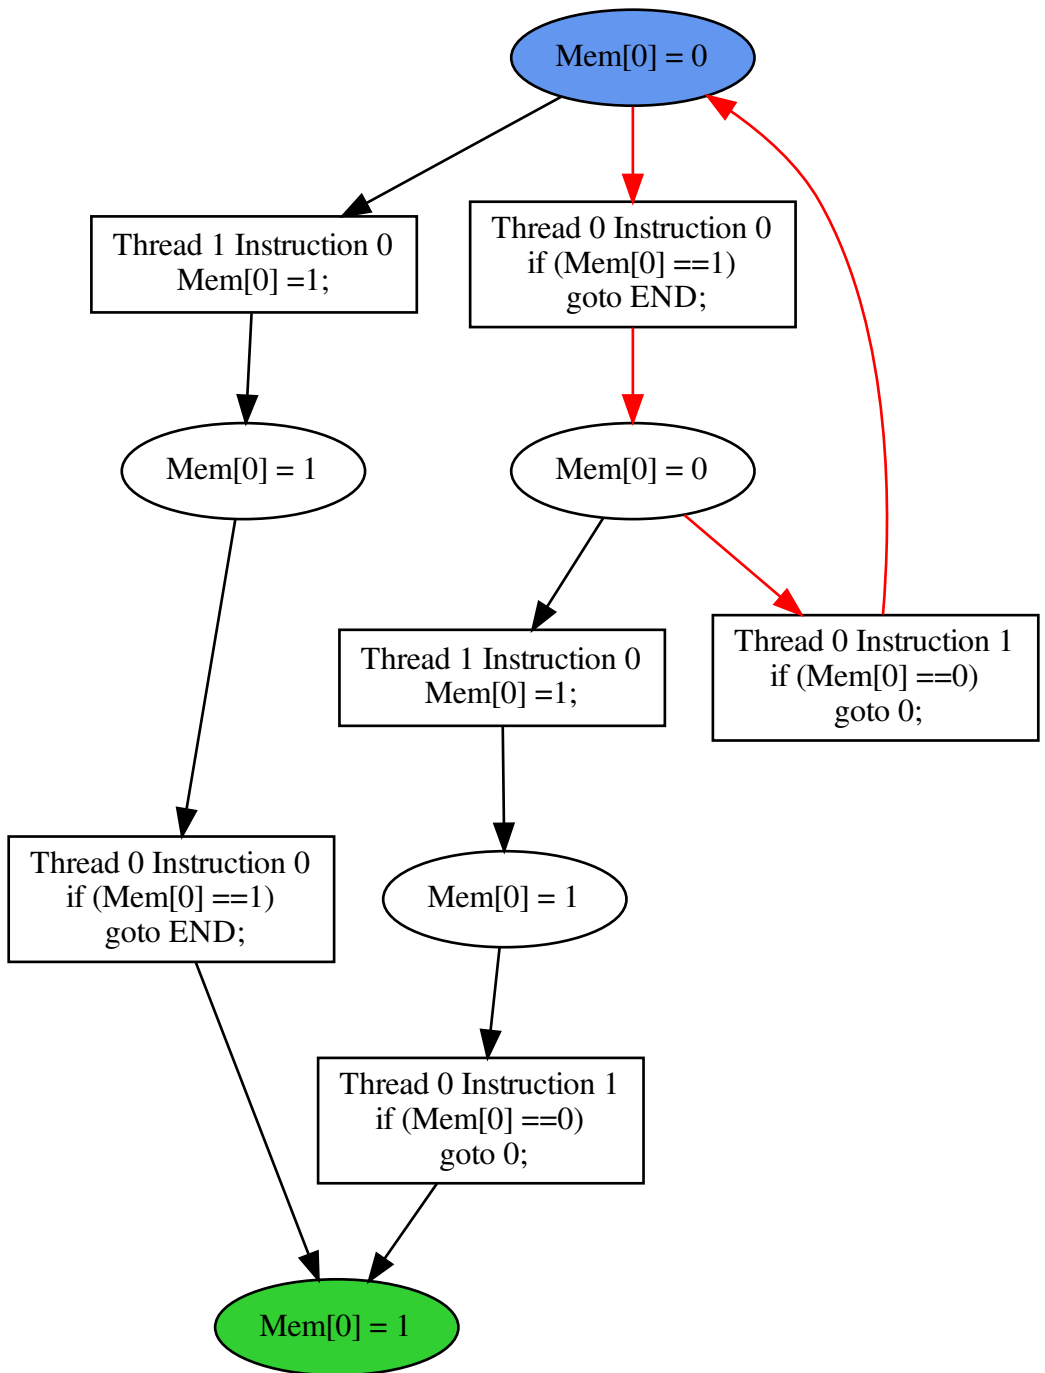 Mem[0] = 0
Thread 1 Instruction 0
Mem[0] =1;
Thread 0 Instruction 0
if (Mem[0] ==1)
goto END;
Mem[0] = 1
Mem[0] = 0
Thread 1 Instruction 0
Mem[0] =1;
Thread 0 Instruction 1
if (Mem[0] ==0)
goto 0;
Thread 0 Instruction 0
if (Mem[0] ==1)
goto END;
Mem[0] = 1
Thread 0 Instruction 1
if (Mem[0] ==0)
goto 0;
Mem[0] = 1